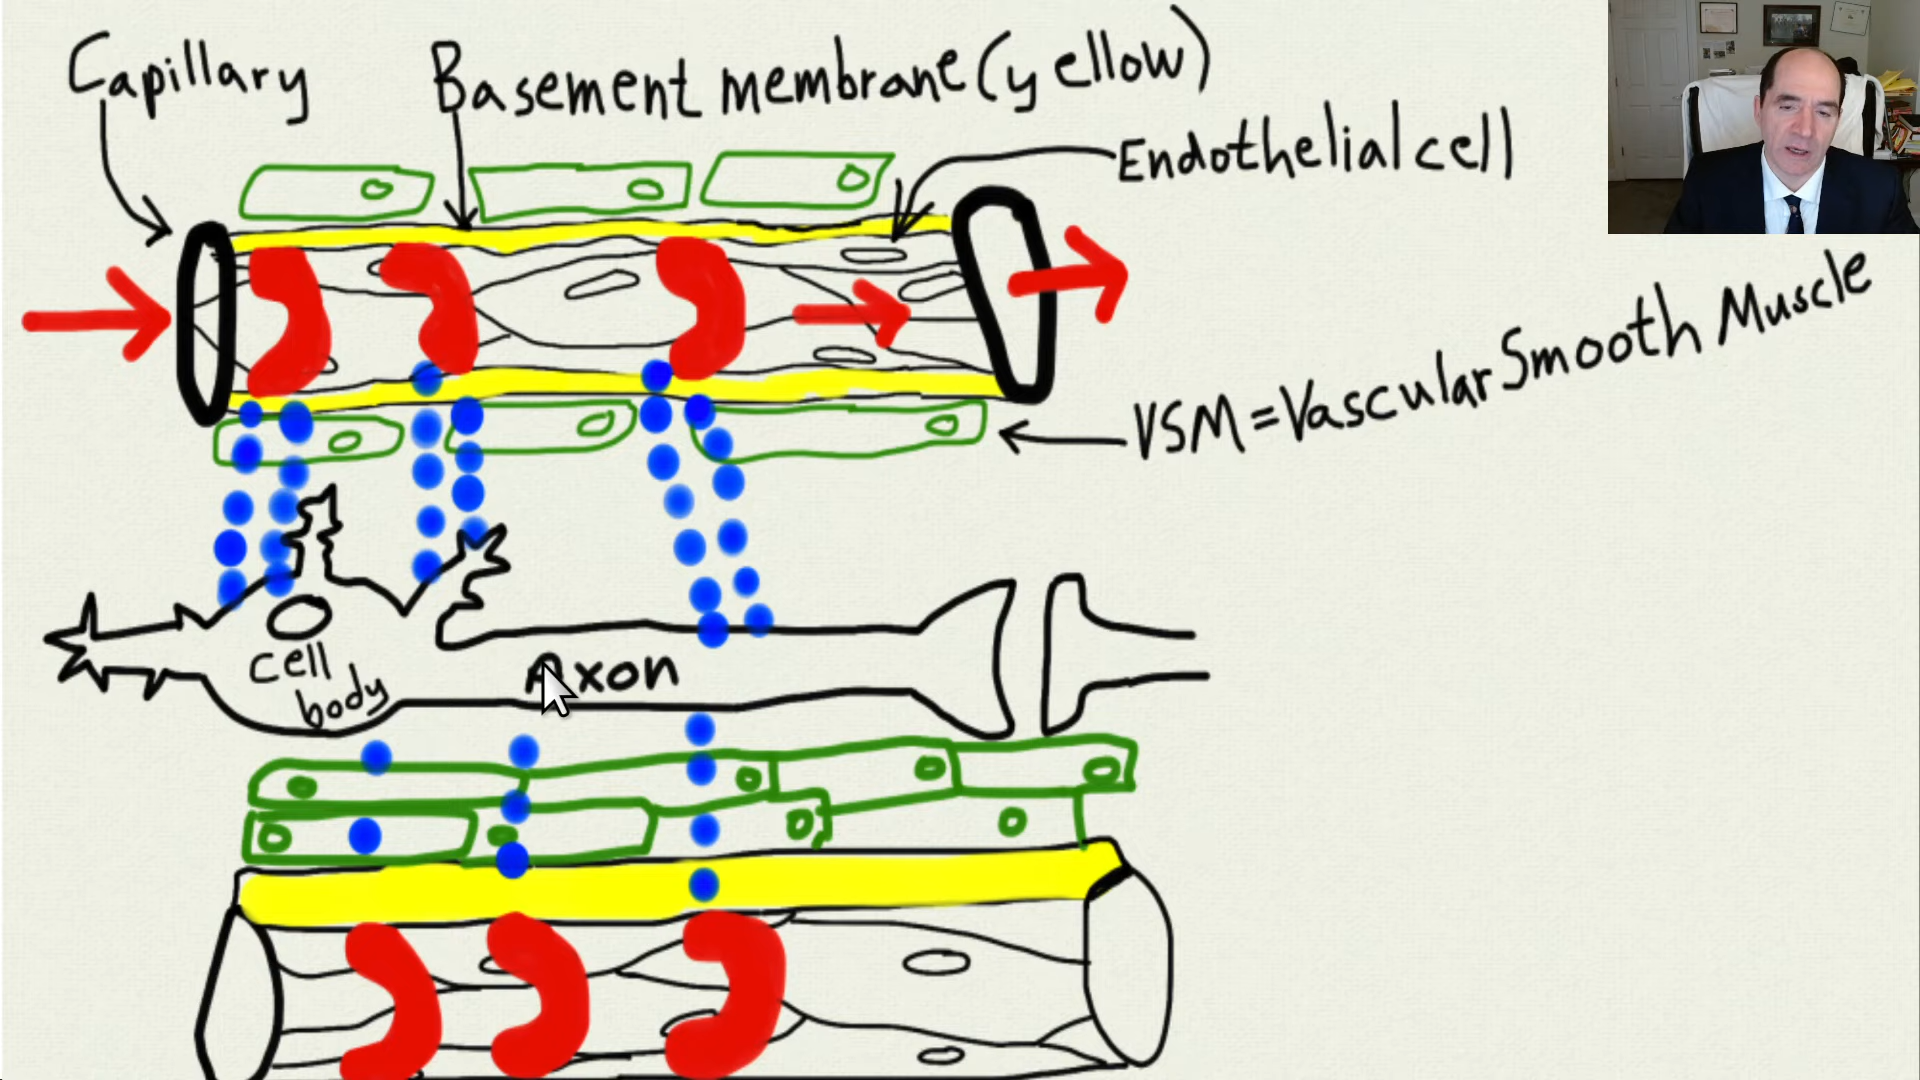 Capillary
Basement membrane (yellow)
Endothelial cell
VSM = Vascular Smooth Muscle
Cell
body
Axon